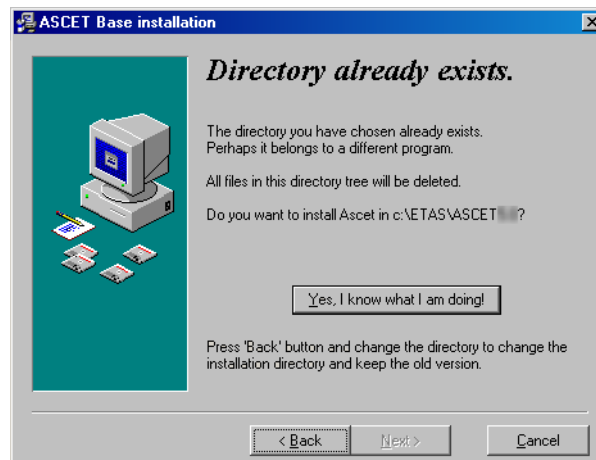 ASCET Base installation
Directory already exists.
The directory you have chosen already exists.
Perhaps it belongs to a different program.
All files in this directory tree will be deleted.
Do you want to install Ascet in c:\ETAS\ASCET ?
Yes, I know what I am doing!
Press 'Back' button and change the directory to change the
installation directory and keep the old version.
< Back
Next >
Cancel